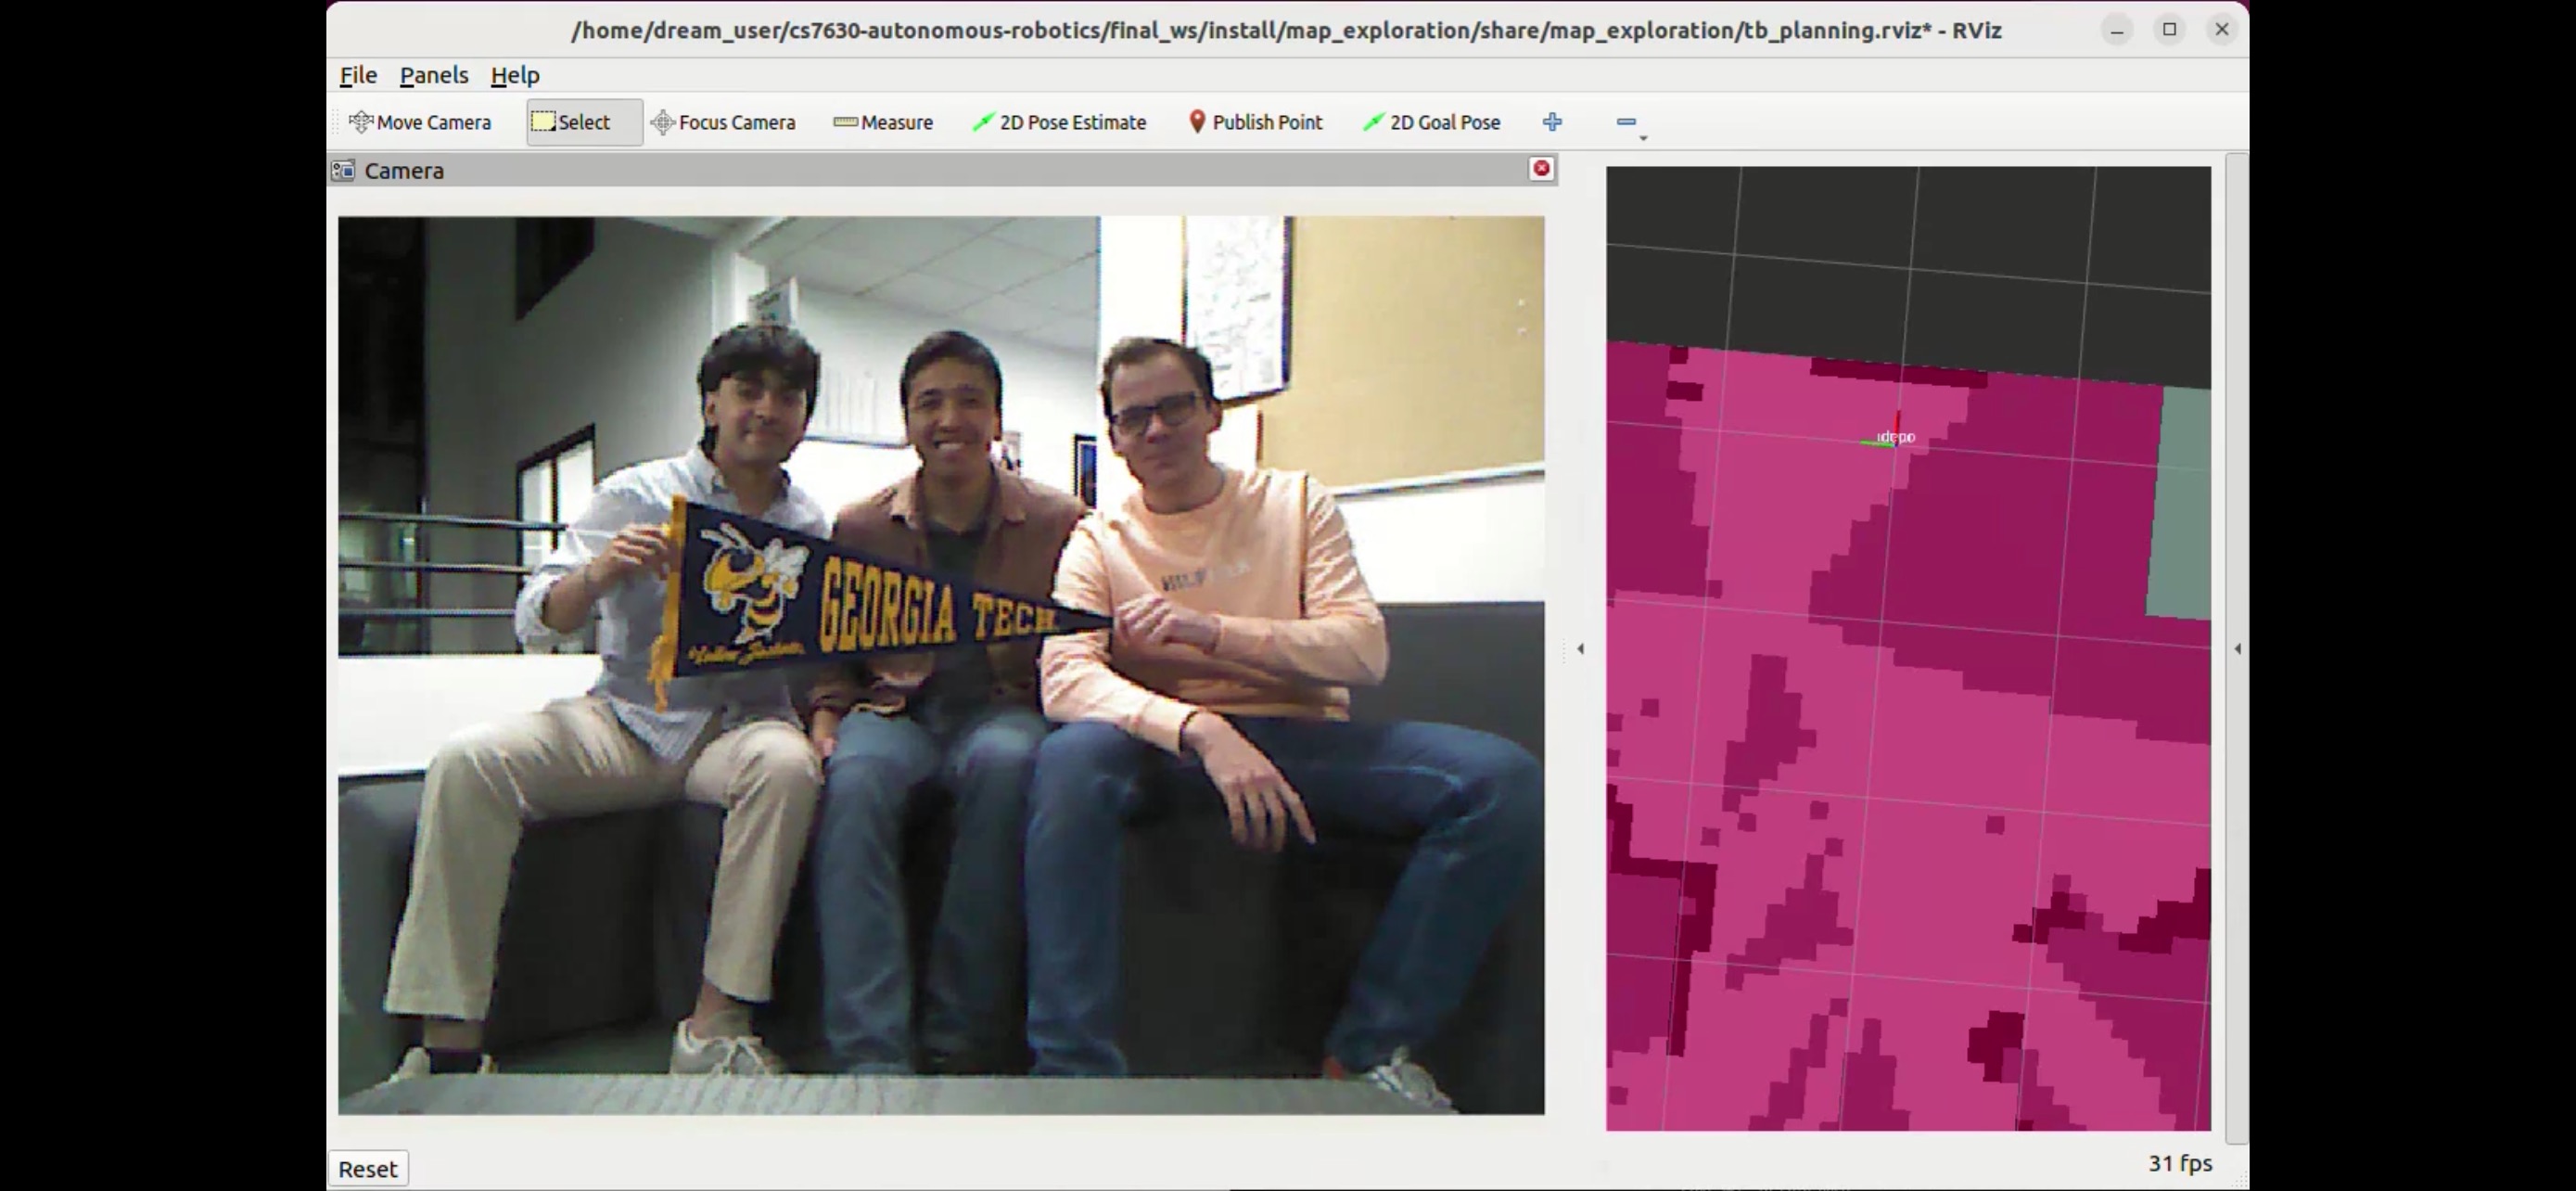 /home/dream_user/cs7630-autonomous-robotics/final_ws/install/map_exploration/share/map_exploration/tb_planning.rviz* - RViz
File Panels Help
Move Camera Select Focus Camera Measure 2D Pose Estimate Publish Point 2D Goal Pose
Camera
GEORGIA TECH
Yellow Jackets
Reset
31 fps